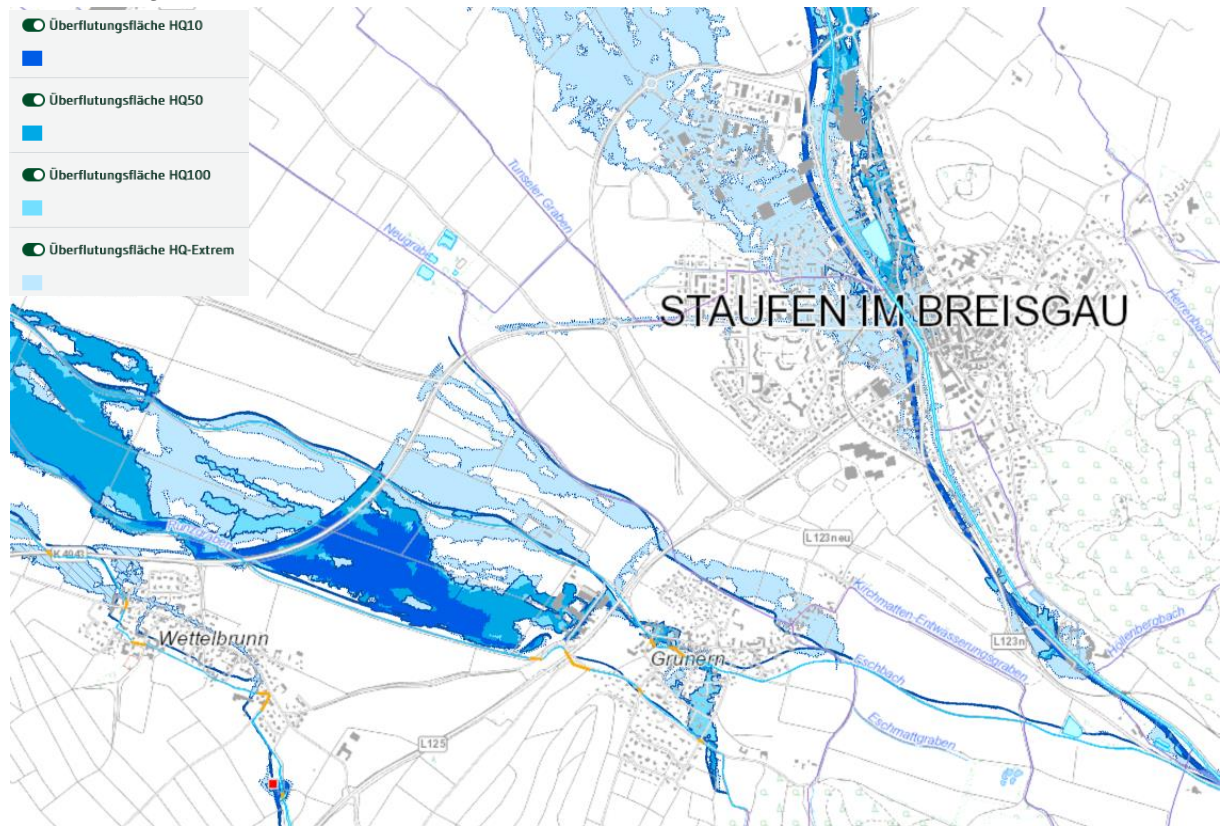 Überflutungsfläche HQ10
Überflutungsfläche HQ50
Überflutungsfläche HQ100
Überflutungsfläche HQ-Extrem
Tunseler Graben
Neugraben
STAUFEN IM BREISGAU
Herrenbach
Runzgraben
K 4941
L123neu
Wettelbrunn
Grunern
Kirchmatten-Entwässerungsgraben
L123n
Höllenbergbach
Eschbach
Eschmattgraben
L125